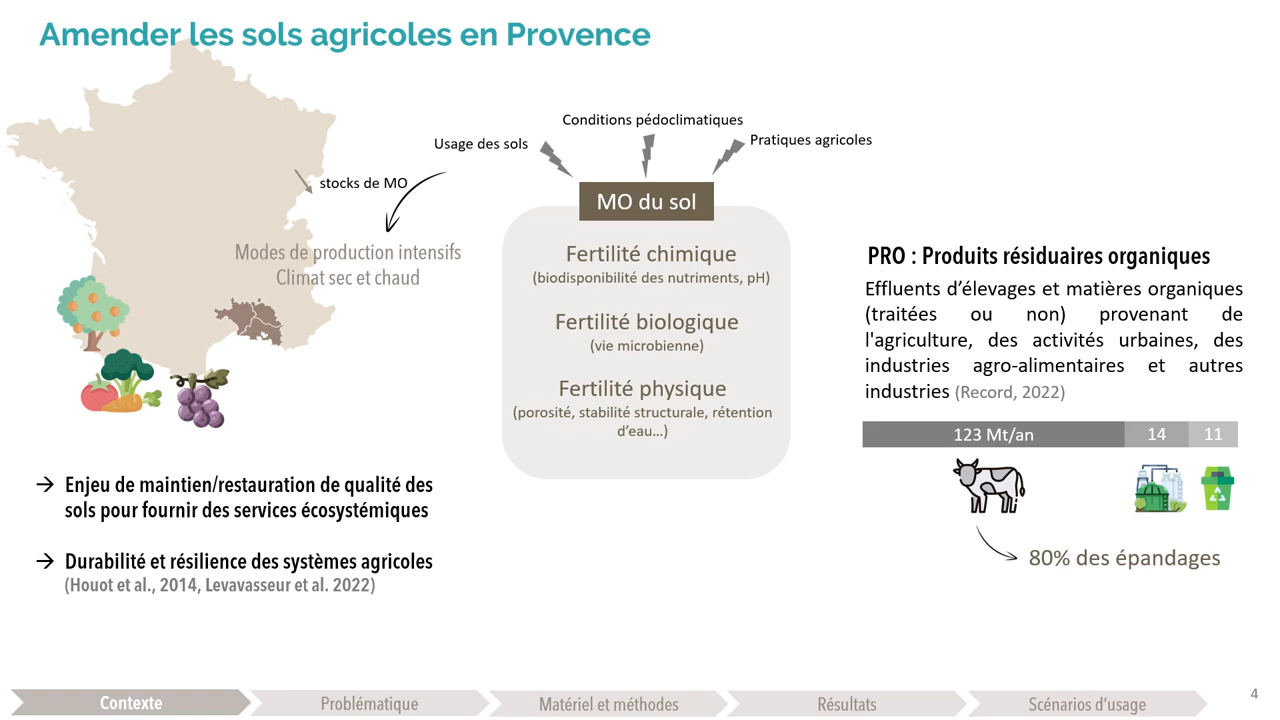 Amender les sols agricoles en Provence
Conditions pédoclimatiques
Usage des sols
Pratiques agricoles
stocks de MO
MO du sol
Modes de production intensifs
Climat sec et chaud
Fertilité chimique
(biodisponibilité des nutriments, pH)
Fertilité biologique
(vie microbienne)
Fertilité physique
(porosité, stabilité structurale, rétention
d'eau…)
PRO : Produits résiduaires organiques
Effluents d’élevages et matières organiques
(traitées ou non) provenant de
l'agriculture, des activités urbaines, des
industries agro-alimentaires et autres
industries (Record, 2022)
123 Mt/an 14 11
80% des épandages
→ Enjeu de maintien/restauration de qualité des
sols pour fournir des services écosystémiques
→ Durabilité et résilience des systèmes agricoles
(Houot et al., 2014, Levavasseur et al. 2022)
Contexte Problématique Matériel et méthodes Résultats Scénarios d'usage
4